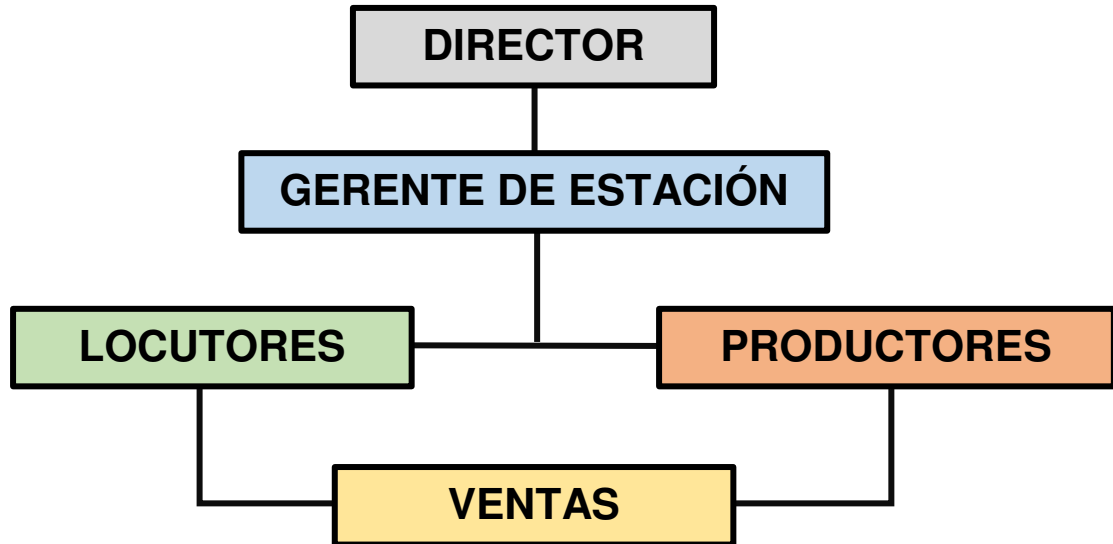 DIRECTOR
GERENTE DE ESTACIÓN
LOCUTORES
PRODUCTORES
VENTAS